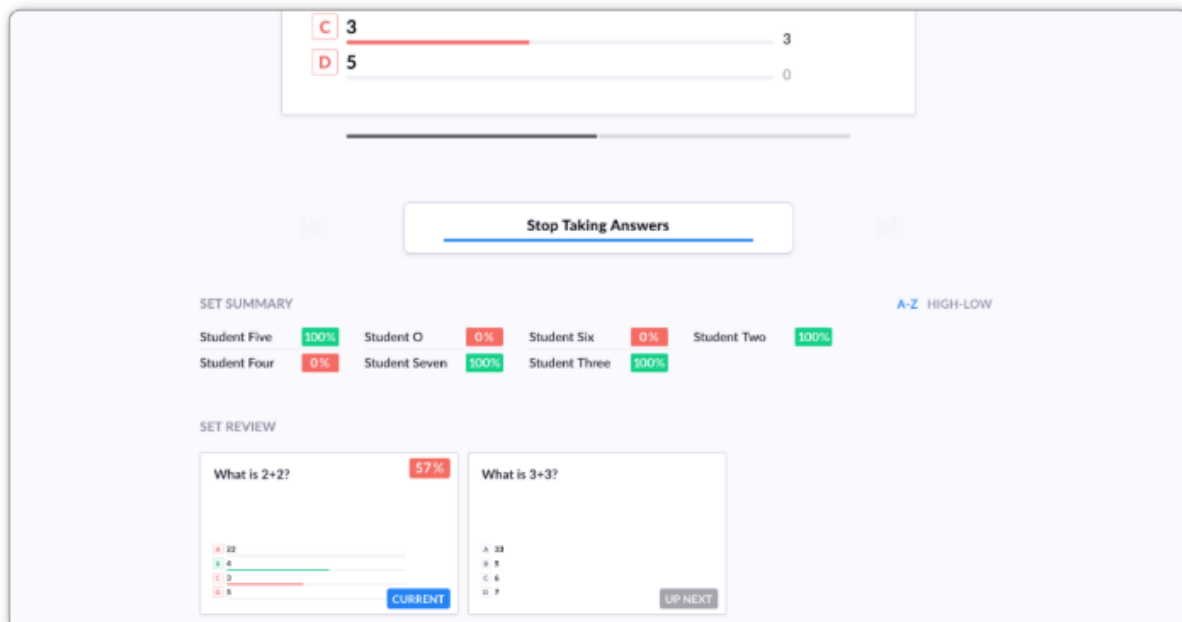 C 3
3
D 5
0
Stop Taking Answers
SET SUMMARY A-Z HIGH-LOW
Student Five 100% Student O 0% Student Six 0% Student Two 100%
Student Four 0% Student Seven 100% Student Three 100%
SET REVIEW
What is 2+2? 57%
A 22
B 4
C 3
D 5
CURRENT
What is 3+3?
A 33
B 5
C 6
D 7
UP NEXT